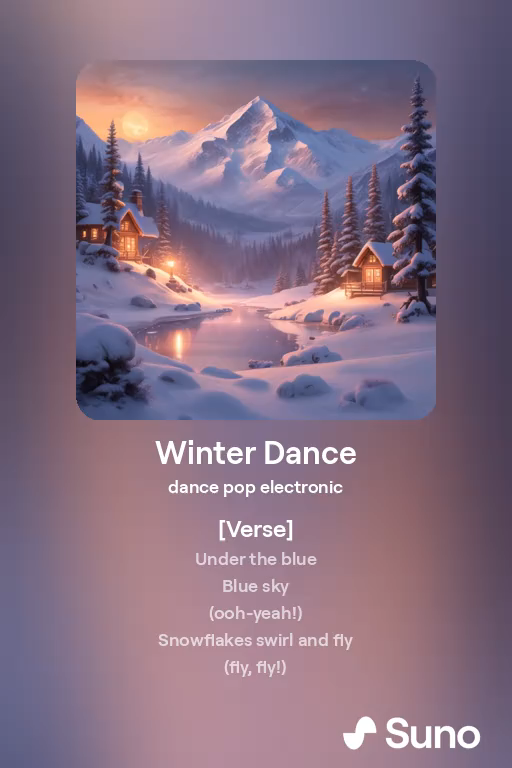 Winter Dance
dance pop electronic
[Verse]
Under the blue
Blue sky
(ooh-yeah!)
Snowflakes swirl and fly
(fly, fly!)
Suno